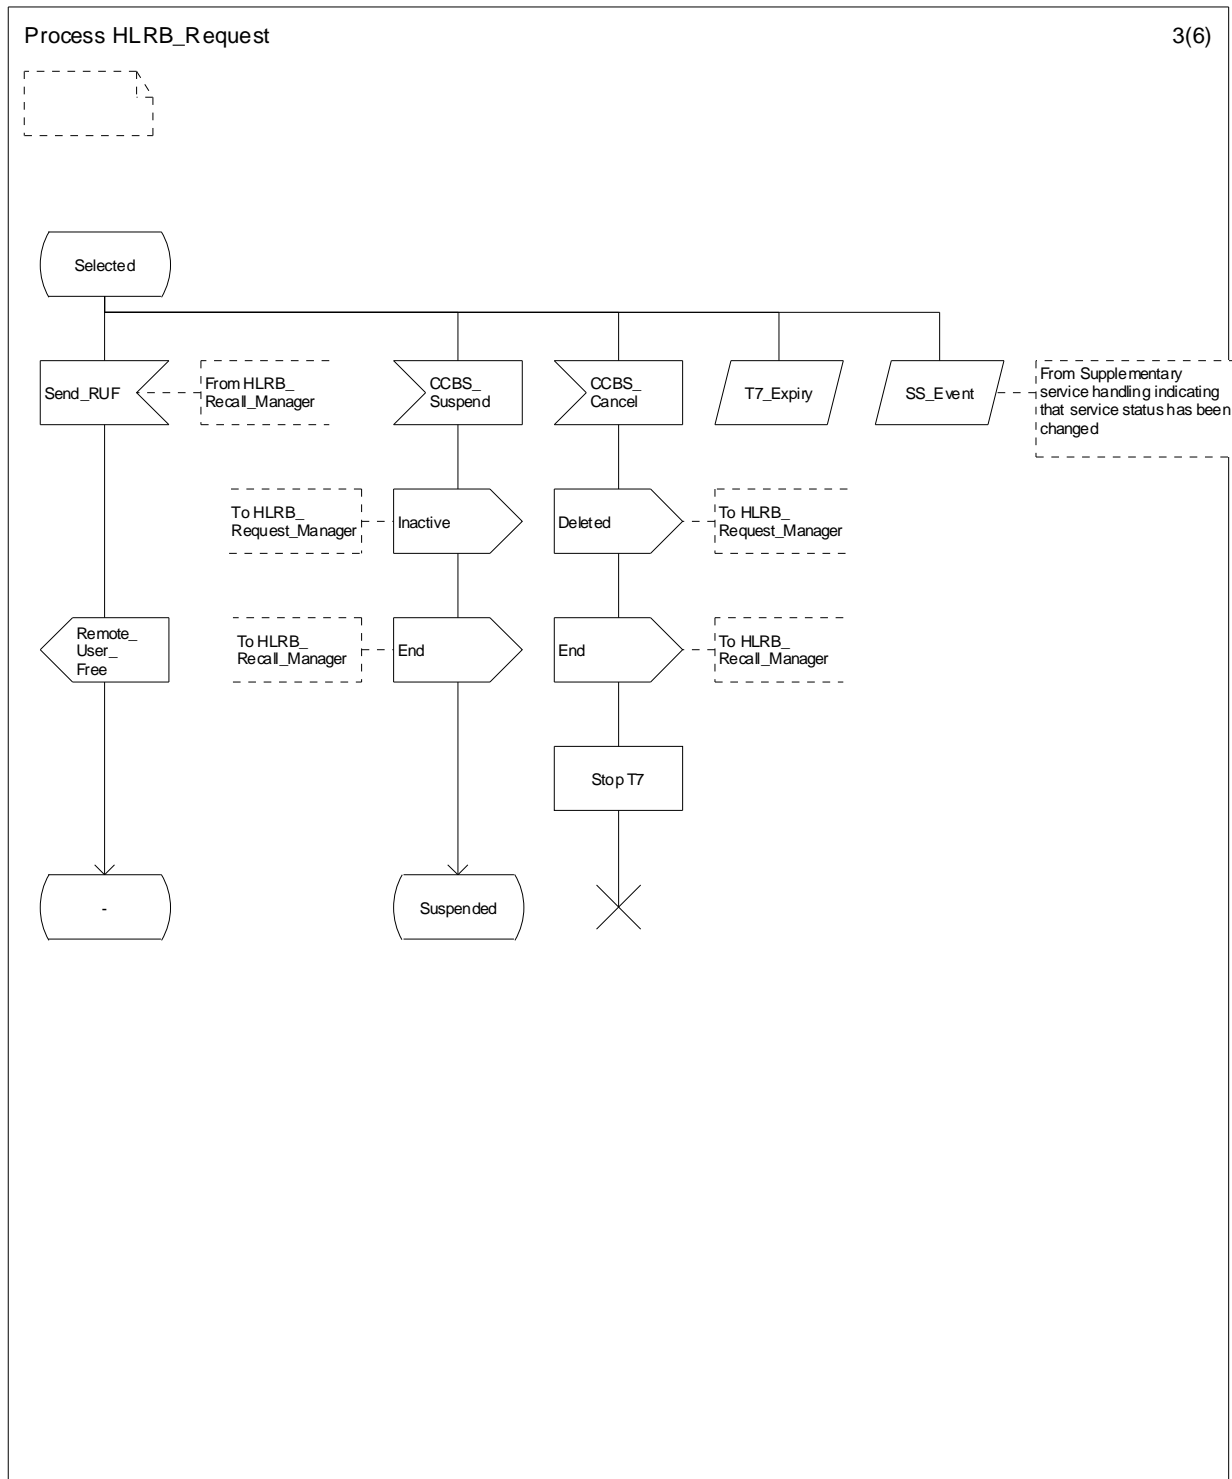 Process HLRB_Request
3(6)
Selected
Send_RUF
From HLRB_
Recall_Manager
CCBS_
Suspend
CCBS_
Cancel
T7_Expiry
SS_Event
From Supplementary
service handling indicating
that service status has been
changed
To HLRB_
Request_Manager
Inactive
Deleted
To HLRB_
Request_Manager
Remote_
User_
Free
To HLRB_
Recall_Manager
End
End
To HLRB_
Recall_Manager
Stop T7
-
Suspended